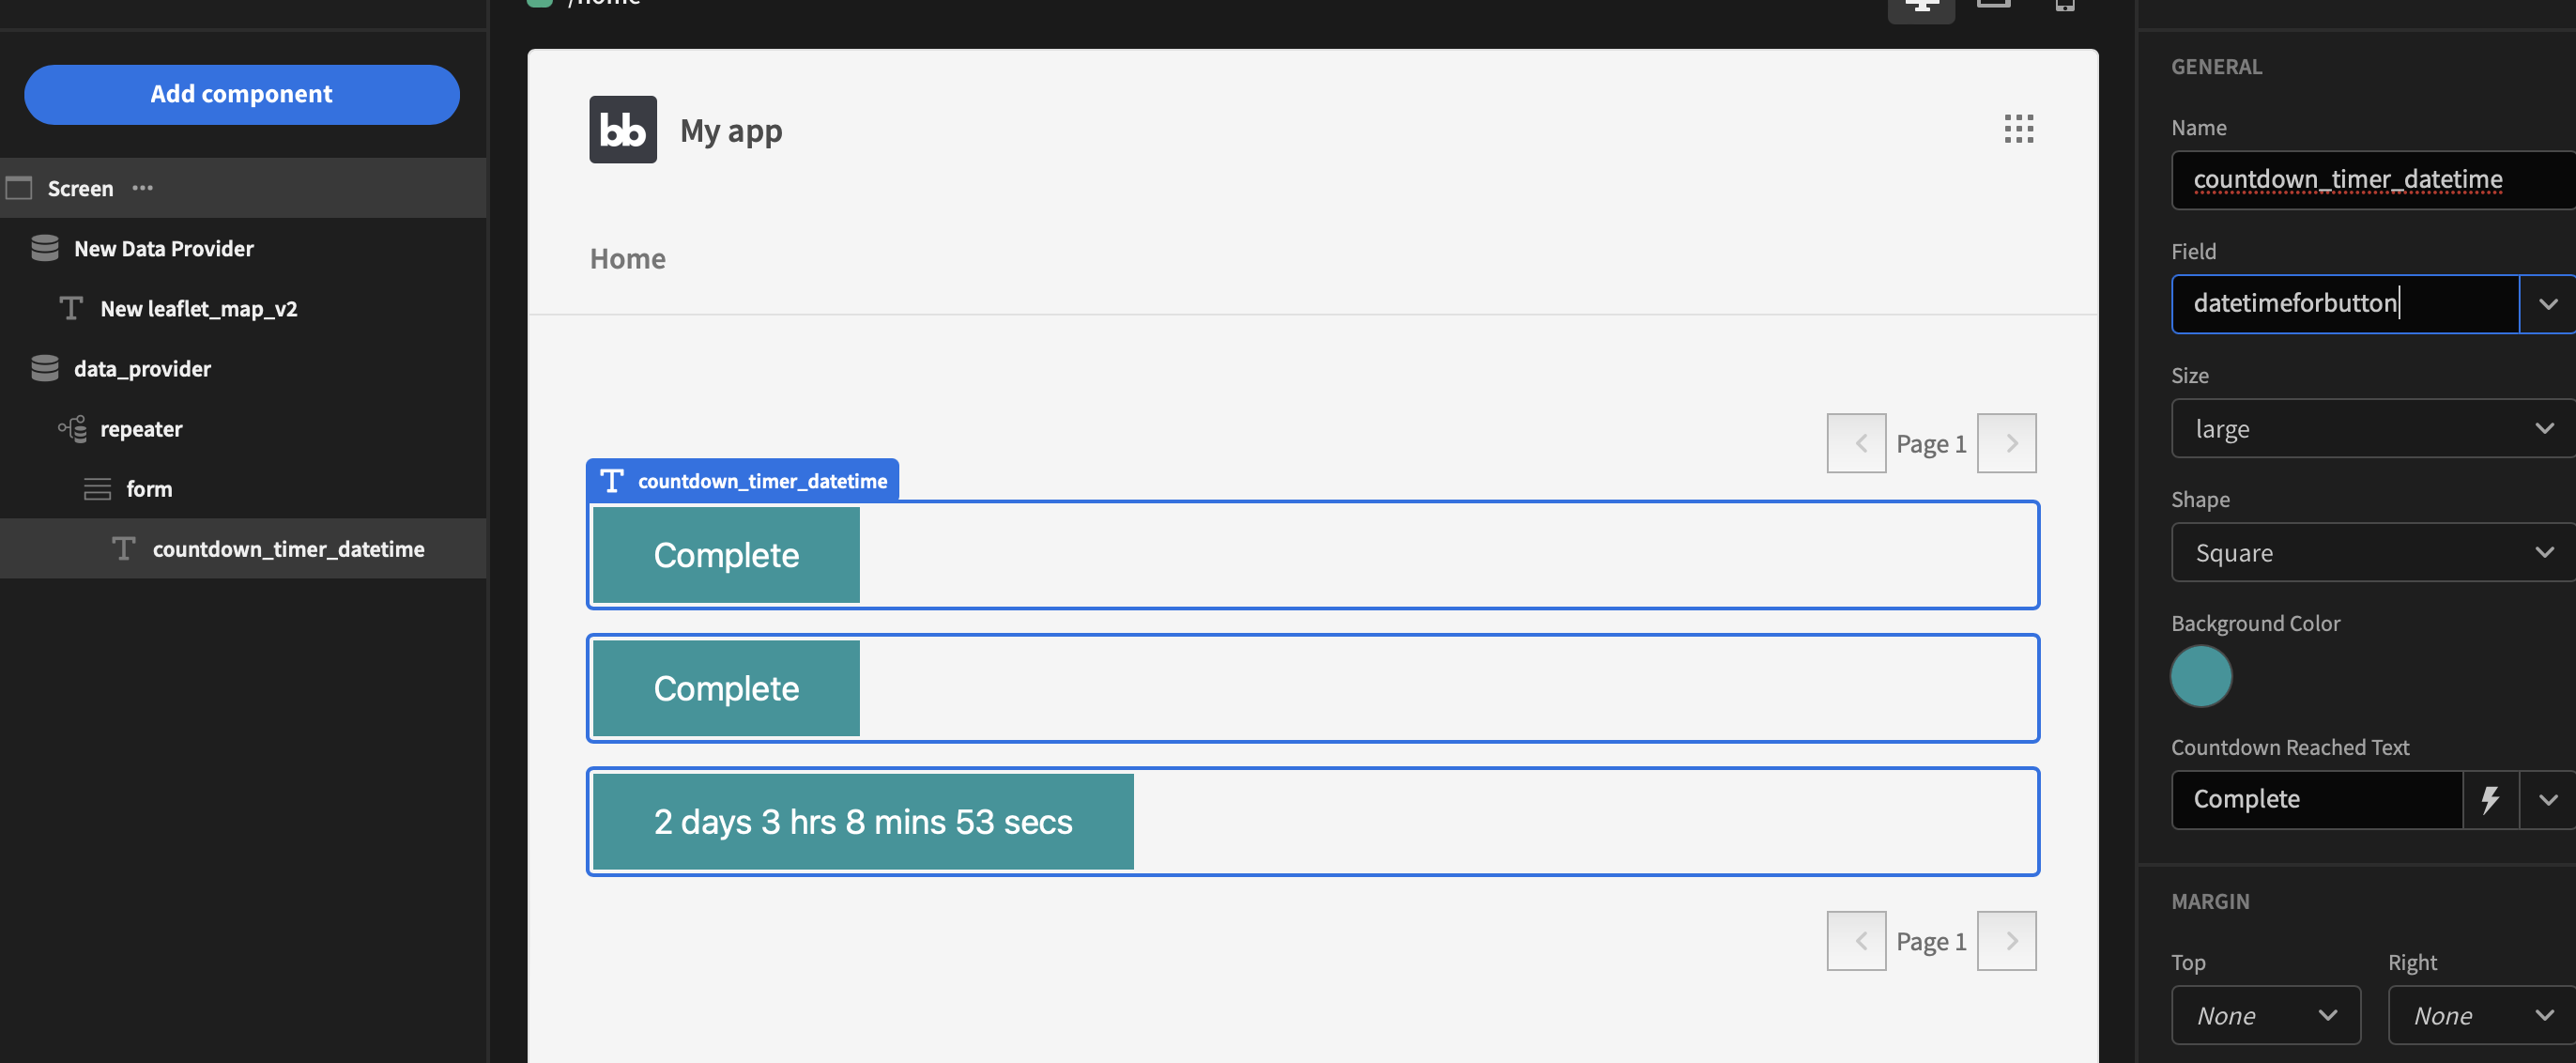 /home
Add component
Screen ···
New Data Provider
New leaflet_map_v2
data_provider
repeater
form
countdown_timer_datetime
bb My app
Home
Page 1
countdown_timer_datetime
Complete
Complete
2 days 3 hrs 8 mins 53 secs
Page 1
GENERAL
Name
countdown_timer_datetime
Field
datetimeforbutton
Size
large
Shape
Square
Background Color
Countdown Reached Text
Complete
MARGIN
Top Right
None None